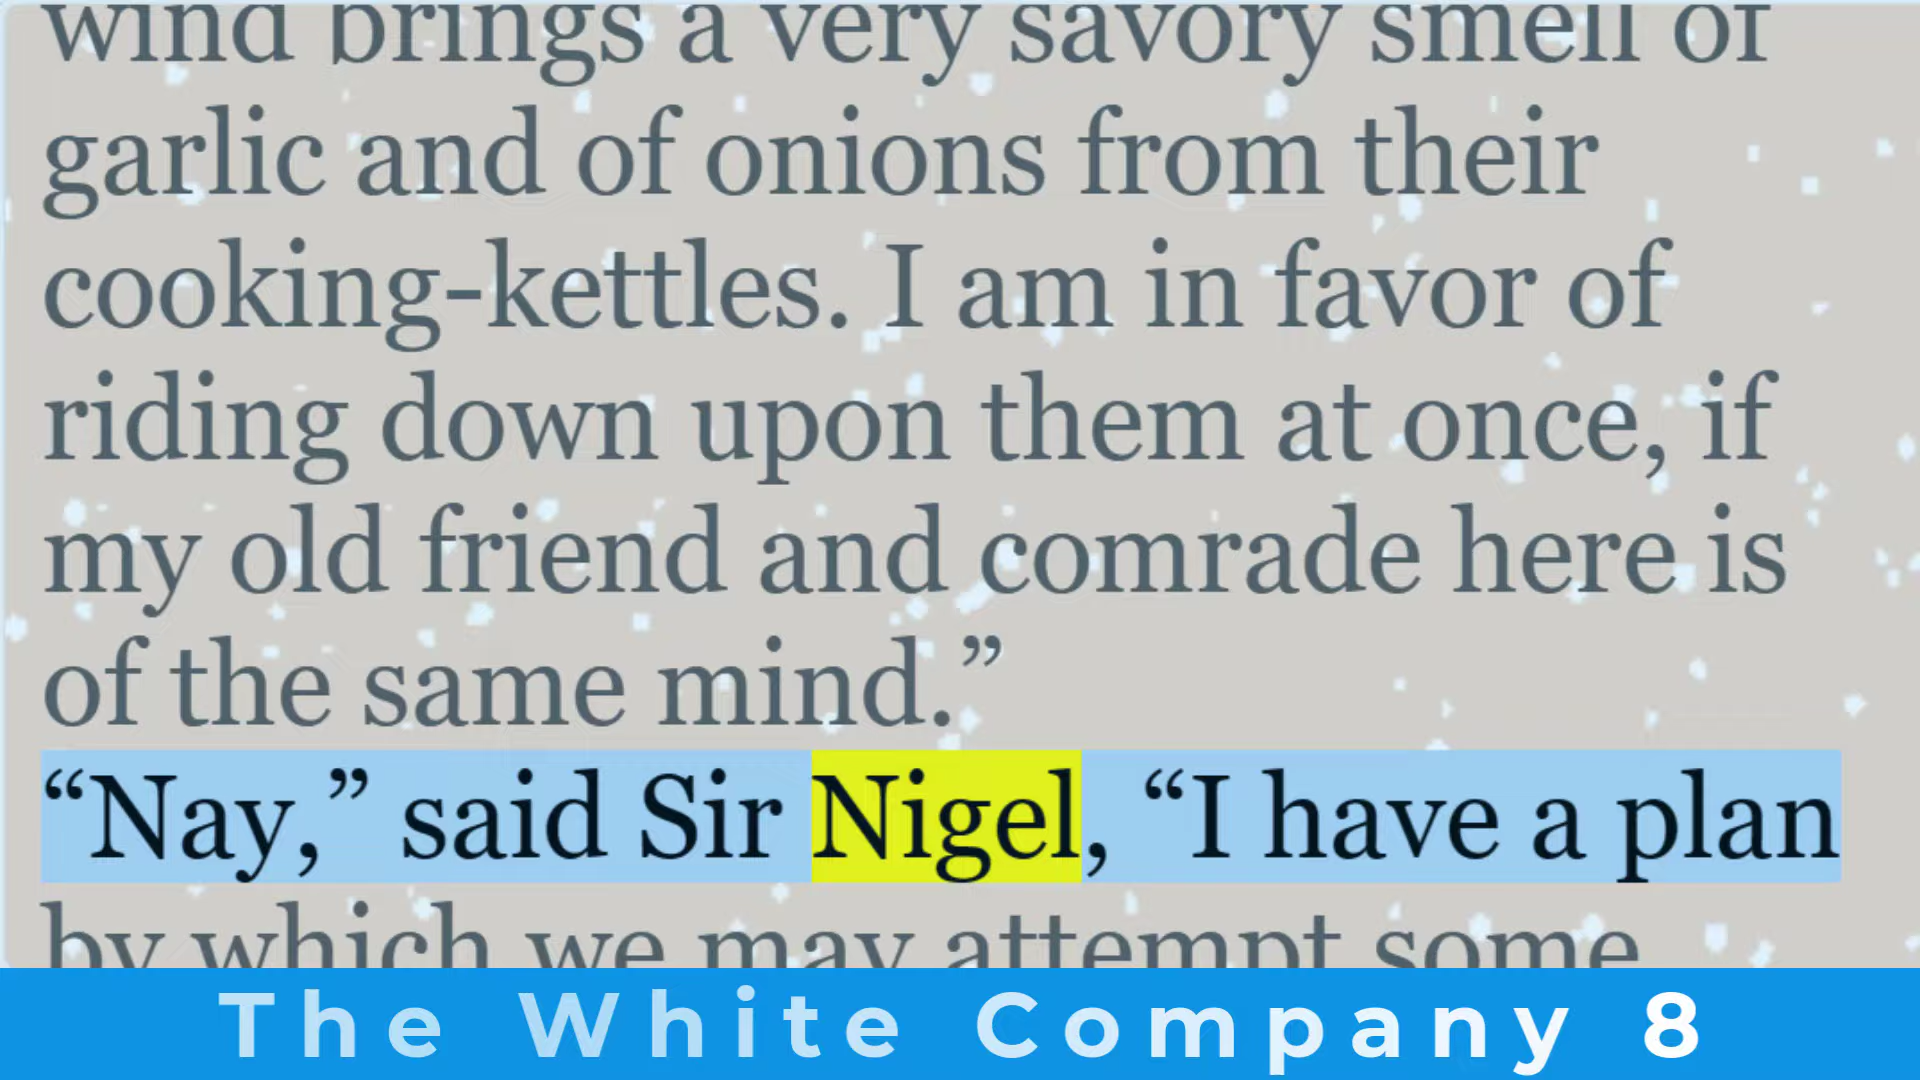 wind brings a very savory smell of
garlic and of onions from their
cooking-kettles. I am in favor of
riding down upon them at once, if
my old friend and comrade here is
of the same mind.”
“Nay,” said Sir Nigel, “I have a plan
by which we may attempt some
The White Company 8